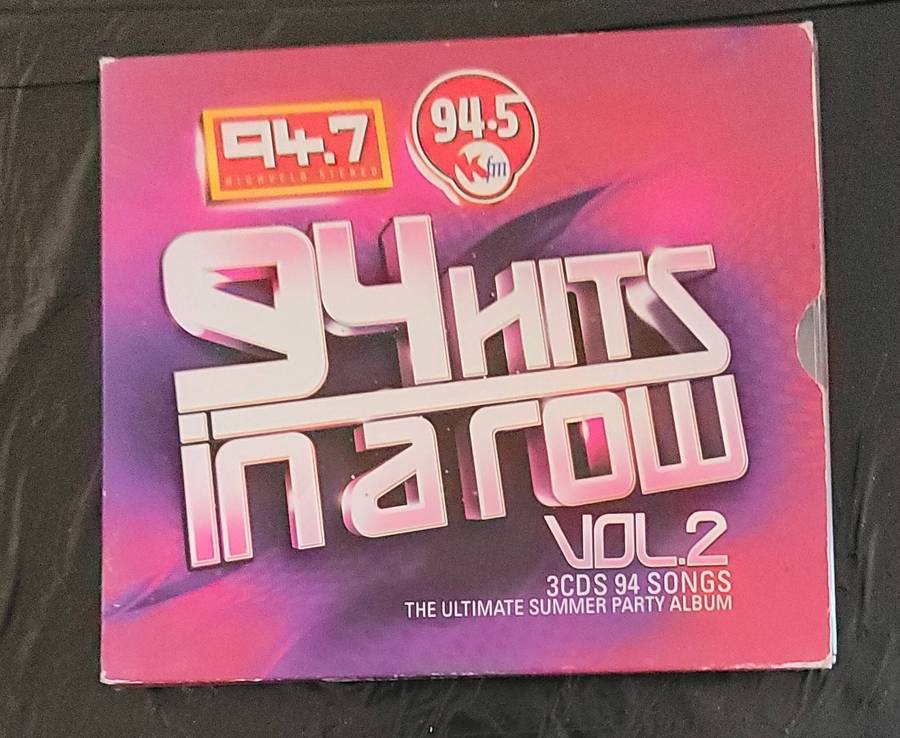 94.7
HIGHVELD STEREO
94.5
Kfm
94 HITS
in a row
VOL.2
3CDS 94 SONGS
THE ULTIMATE SUMMER PARTY ALBUM